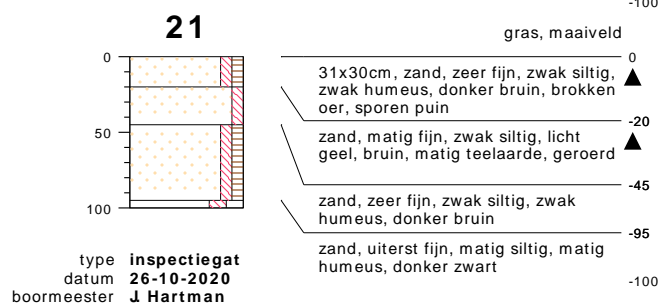 -100
21
gras, maaiveld
0
0
31x30cm, zand, zeer fijn, zwak siltig,
zwak humeus, donker bruin, brokken
oer, sporen puin
-20
50
zand, matig fijn, zwak siltig, licht
geel, bruin, matig teelaarde, geroerd
-45
zand, zeer fijn, zwak siltig, zwak
humeus, donker bruin
100
-95
zand, uiterst fijn, matig siltig, matig
humeus, donker zwart
-100
type inspectiegat
datum 26-10-2020
boormeester J. Hartman